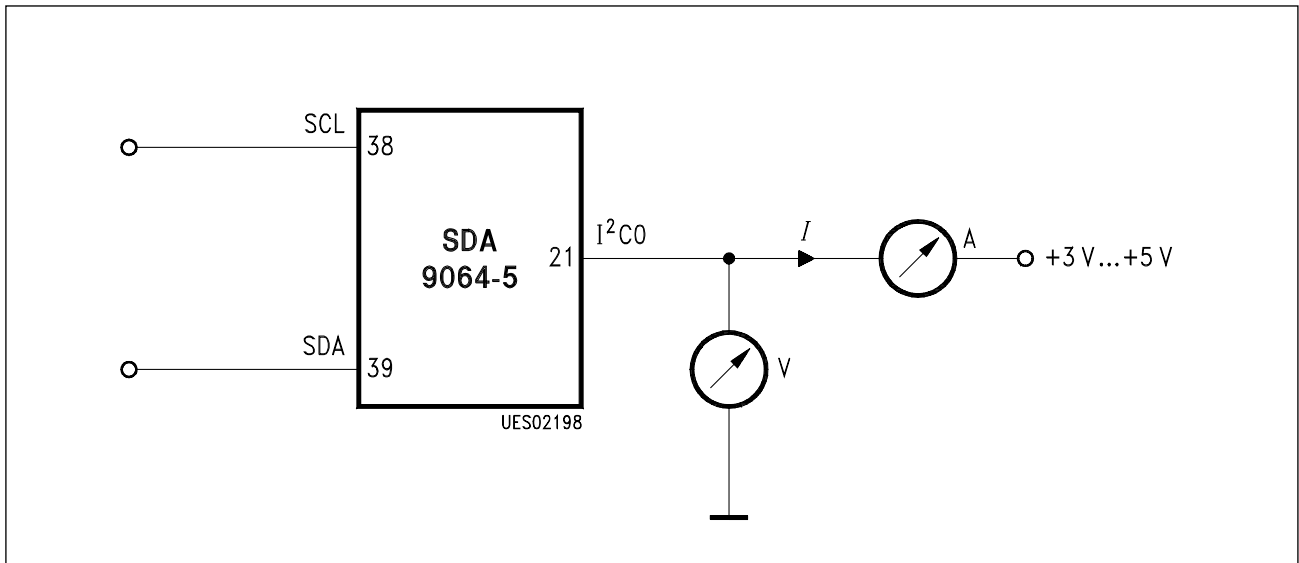 SCL
38
SDA
9064-5
21
I²C0
I
A
+3 V...+5 V
SDA
39
V
UES02198